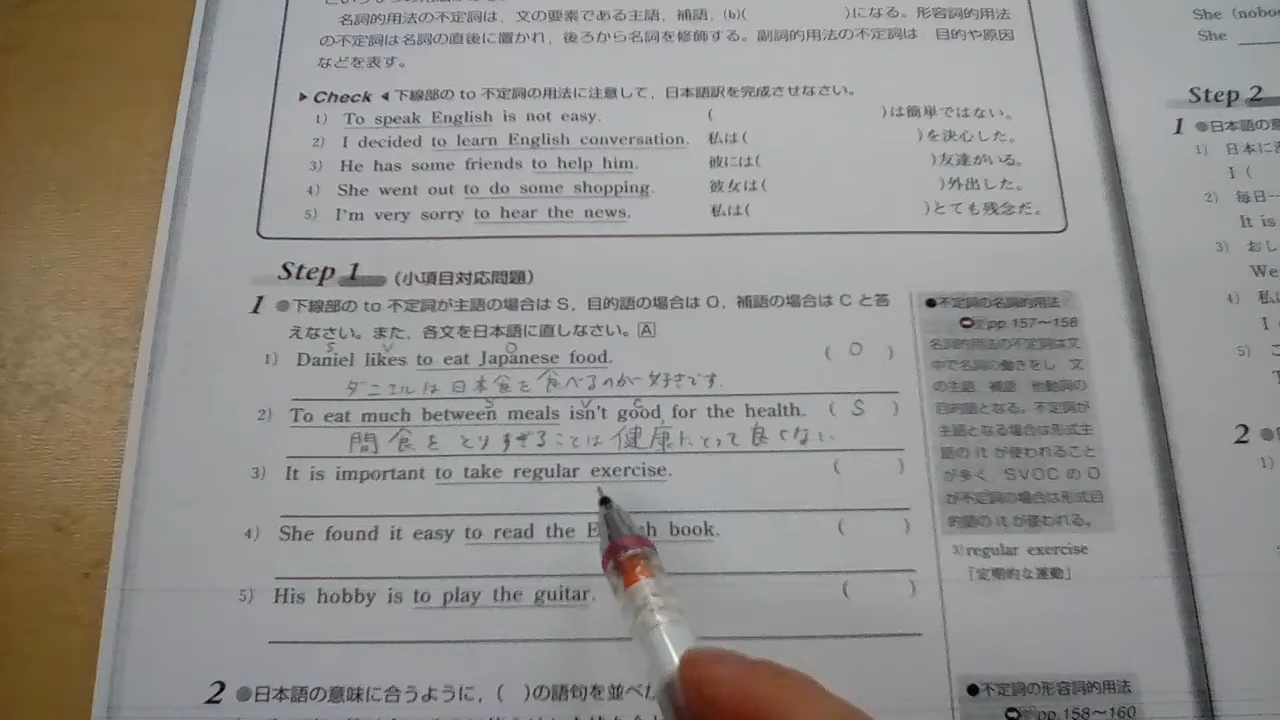 名詞的用法の不定詞は，文の要素である主語，補語，(b)(　　　)になる。形容詞的用法
の不定詞は名詞の直後に置かれ，後ろから名詞を修飾する。副詞的用法の不定詞は 目的や原因
などを表す。
▶Check◀下線部の to 不定詞の用法に注意して，日本語訳を完成させなさい。
1) To speak English is not easy. (　　　)は簡単ではない。
2) I decided to learn English conversation. 私は(　　　)を決心した。
3) He has some friends to help him. 彼には(　　　)友達がいる。
4) She went out to do some shopping. 彼女は(　　　)外出した。
5) I'm very sorry to hear the news. 私は(　　　)とても残念だ。
Step 1 (小項目対応問題)
1 ●下線部の to 不定詞が主語の場合は S，目的語の場合は O，補語の場合は C と答
えなさい。また，各文を日本語に直しなさい。A
S V O
1) Daniel likes to eat Japanese food. ( O )
ダニエルは日本食を食べるのが好きです.
S V C
2) To eat much between meals isn't good for the health. ( S )
間食をとりすぎることは健康にとって良くない.
3) It is important to take regular exercise. (　　)
4) She found it easy to read the English book. (　　)
5) His hobby is to play the guitar. (　　)
2 ●日本語の意味に合うように，(　)の語句を並べ
●不定詞の名詞的用法
pp.157～158
名詞的用法の不定詞は文
中で名詞の働きをし 文
の主語 補語 他動詞の
目的語となる。不定詞が
主語となる場合は形式主
語の it が使われること
が多く，SVOC の O
が不定詞の場合は形式目
的語の it が使われる。
3) regular exercise
「定期的な運動」
●不定詞の形容詞的用法
pp.158～160
She (nobo
She
Step 2
1 ●日本語の意
1) 日本に
I (
2) 毎日一
It is
3) おし
We
4) 私
I
5)
2
1)